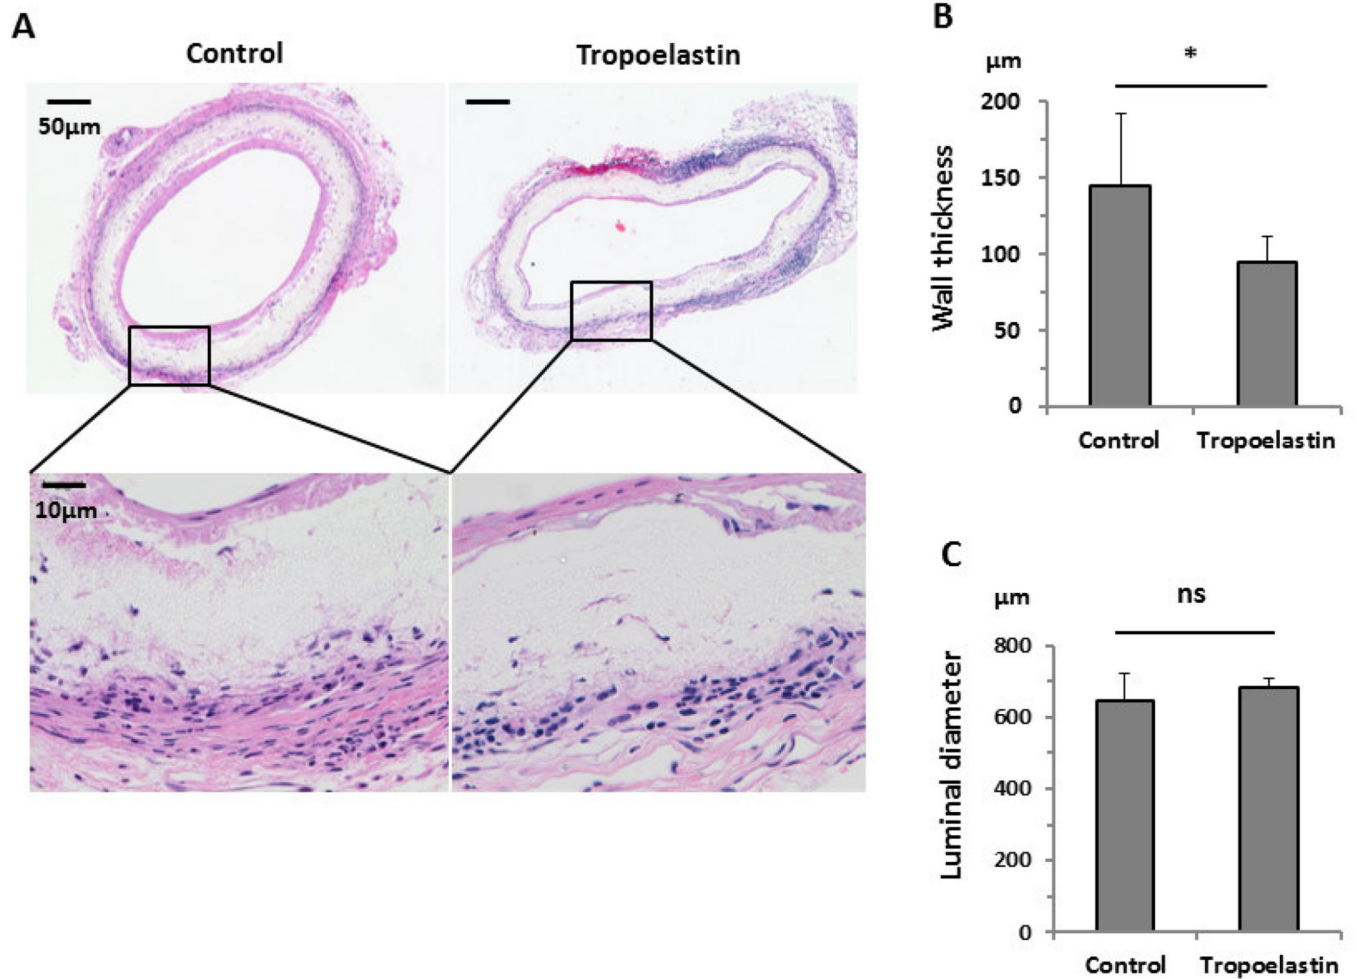 A
Control
Tropoelastin
50μm
10μm
B
μm
*
200
150
100
50
0
Wall thickness
Control
Tropoelastin
C
μm
ns
800
600
400
200
0
Luminal diameter
Control
Tropoelastin